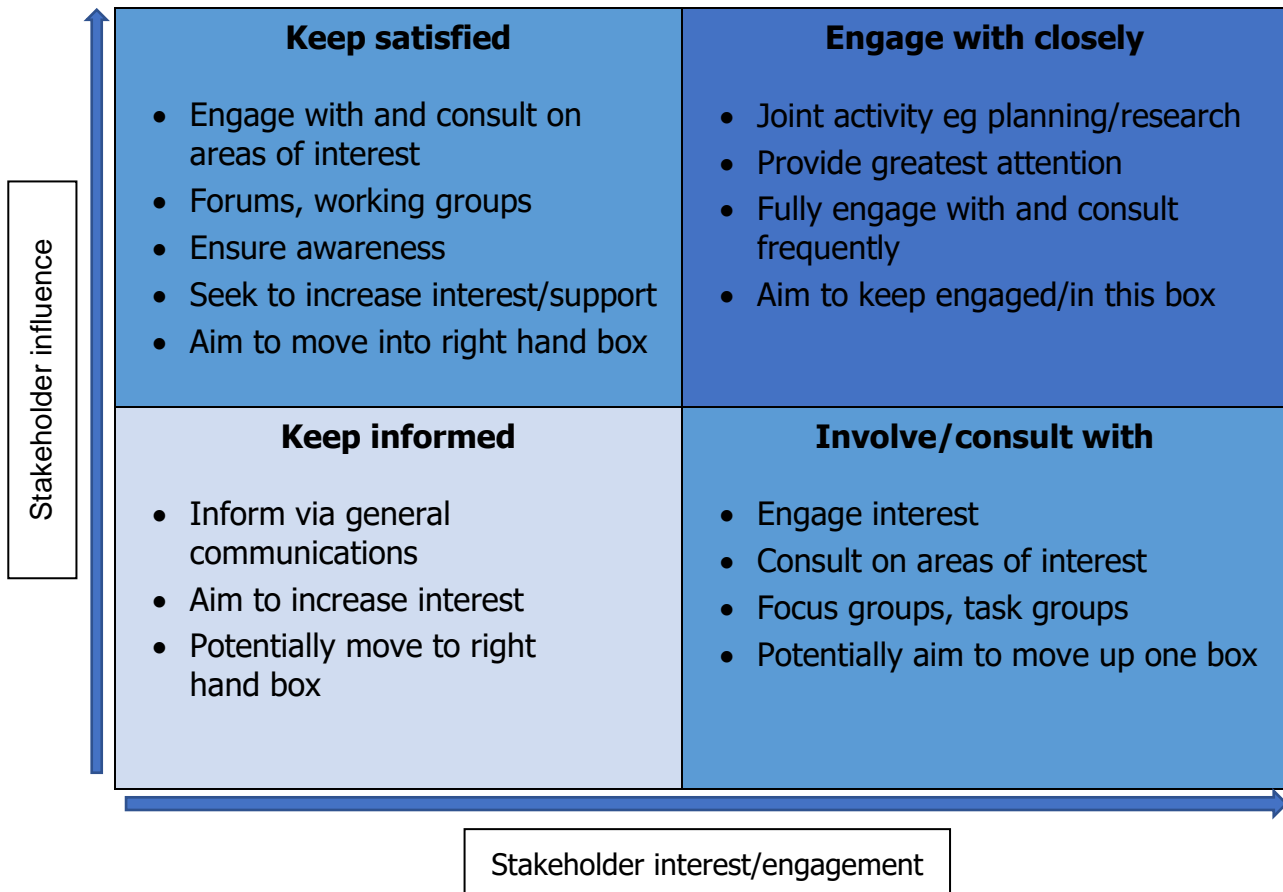 Stakeholder influence
Keep satisfied
• Engage with and consult on
areas of interest
• Forums, working groups
• Ensure awareness
• Seek to increase interest/support
• Aim to move into right hand box
Engage with closely
• Joint activity eg planning/research
• Provide greatest attention
• Fully engage with and consult
frequently
• Aim to keep engaged/in this box
Keep informed
• Inform via general
communications
• Aim to increase interest
• Potentially move to right
hand box
Involve/consult with
• Engage interest
• Consult on areas of interest
• Focus groups, task groups
• Potentially aim to move up one box
Stakeholder interest/engagement